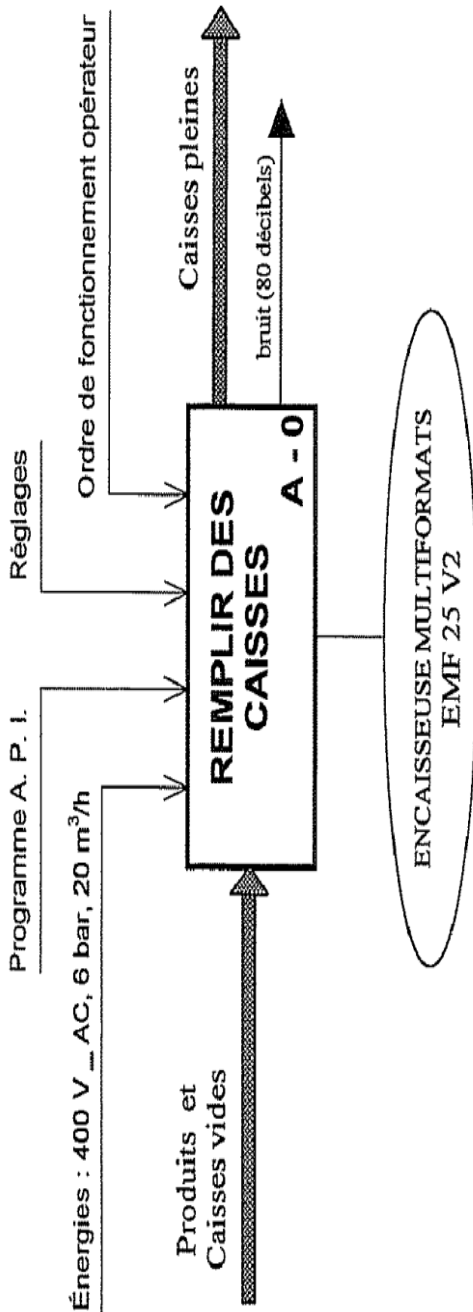 Programme A. P. I.
Réglages
Énergies : 400 V _ AC, 6 bar, 20 m³/h
Ordre de fonctionnement opérateur
Produits et
Caisses vides
REMPLIR DES
CAISSES
A - 0
Caisses pleines
bruit (80 décibels)
ENCAISSEUSE MULTIFORMATS
EMF 25 V2